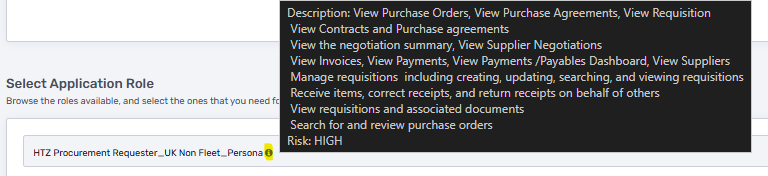 Description: View Purchase Orders, View Purchase Agreements, View Requisition
View Contracts and Purchase agreements
View the negotiation summary, View Supplier Negotiations
View Invoices, View Payments, View Payments /Payables Dashboard, View Suppliers
Manage requisitions  including creating, updating, searching, and viewing requisitions
Receive items, correct receipts, and return receipts on behalf of others
View requisitions and associated documents
Search for and review purchase orders
Risk: HIGH
Select Application Role
Browse the roles available, and select the ones that you need fo
HTZ Procurement Requester_UK Non Fleet_Persona